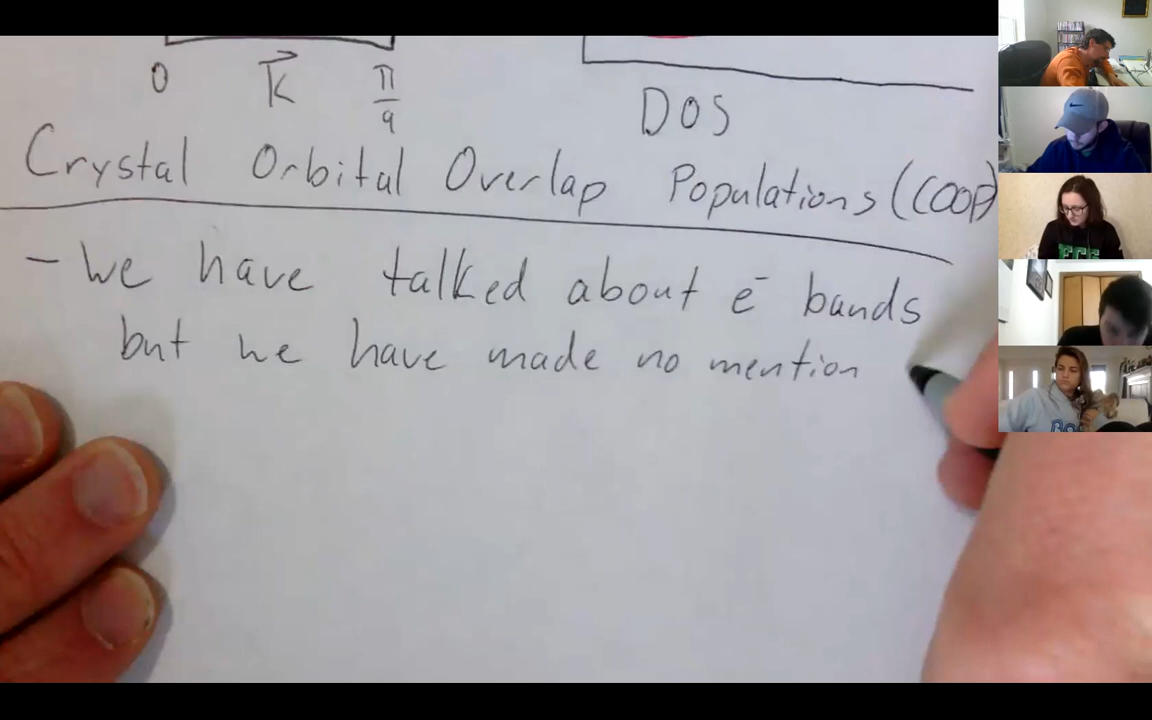 0 k⃗ π/a
DOS
Crystal Orbital Overlap Populations (COOP)
- we have talked about e⁻ bands
but we have made no mention